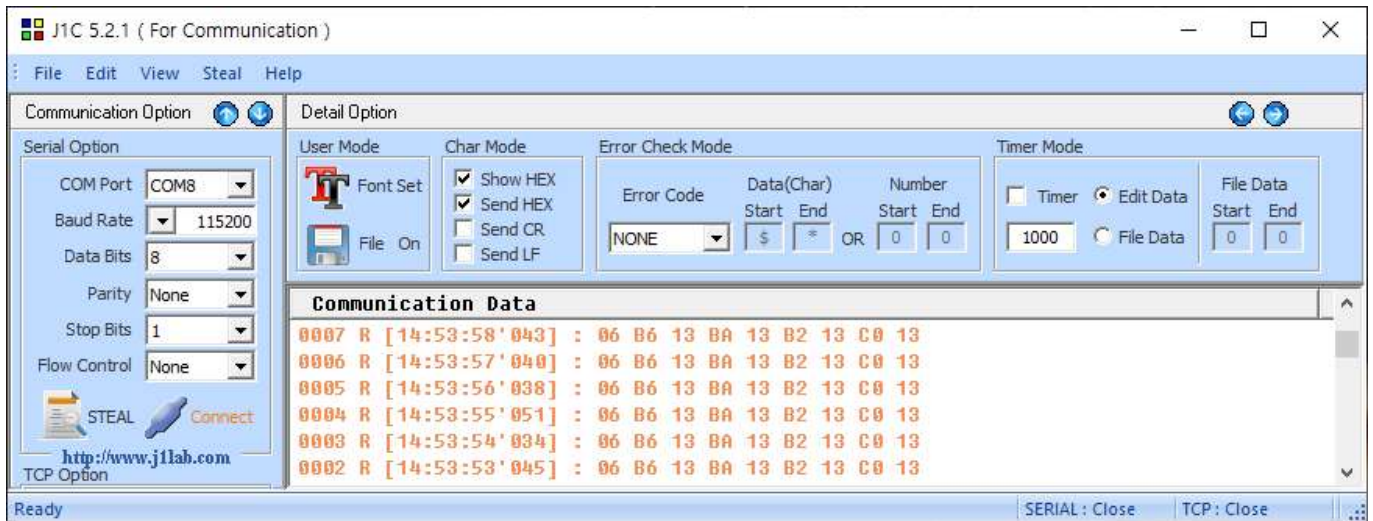 J1C 5.2.1 ( For Communication )
File Edit View Steal Help
Communication Option
Serial Option
COM Port COM8
Baud Rate 115200
Data Bits 8
Parity None
Stop Bits 1
Flow Control None
STEAL Connect
http://www.j1lab.com
TCP Option
Detail Option
User Mode
Font Set
File On
Char Mode
Show HEX
Send HEX
Send CR
Send LF
Error Check Mode
Error Code
NONE
Data(Char)
Start End
$ *
OR
Number
Start End
0 0
Timer Mode
Timer Edit Data
1000 File Data
File Data
Start End
0 0
Communication Data
0007 R [14:53:58'043] : 06 B6 13 BA 13 B2 13 C0 13
0006 R [14:53:57'040] : 06 B6 13 BA 13 B2 13 C0 13
0005 R [14:53:56'038] : 06 B6 13 BA 13 B2 13 C0 13
0004 R [14:53:55'051] : 06 B6 13 BA 13 B2 13 C0 13
0003 R [14:53:54'034] : 06 B6 13 BA 13 B2 13 C0 13
0002 R [14:53:53'045] : 06 B6 13 BA 13 B2 13 C0 13
Ready
SERIAL : Close TCP : Close